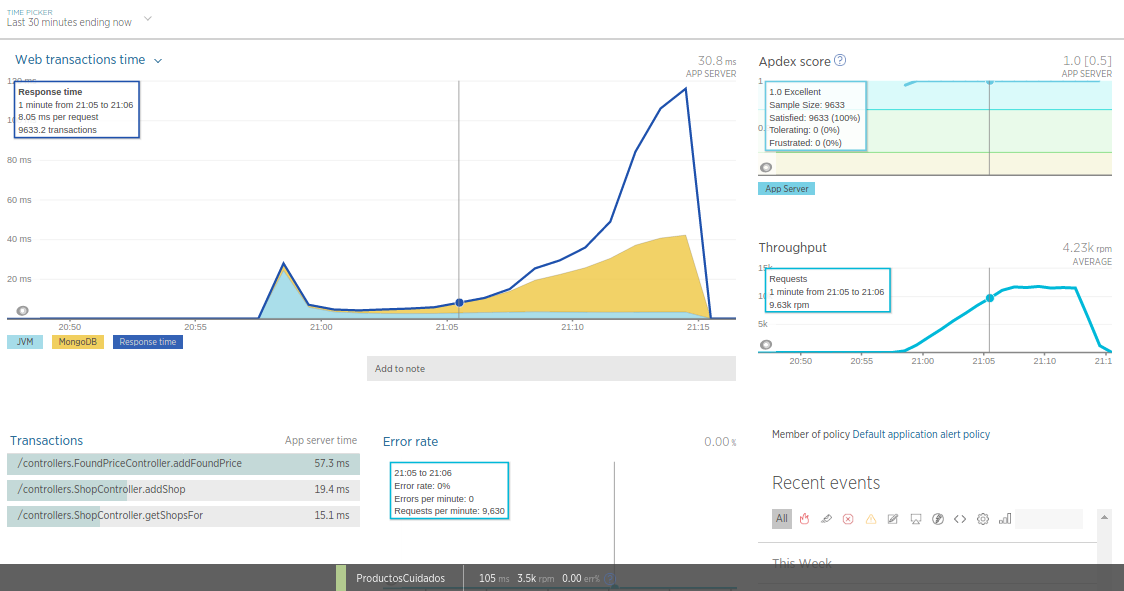 TIME PICKER
Last 30 minutes ending now
Web transactions time
30.8 ms
APP SERVER
120 ms
Response time
1 minute from 21:05 to 21:06
8.05 ms per request
9633.2 transactions
80 ms
60 ms
40 ms
20 ms
20:50
20:55
21:00
21:05
21:10
21:15
JVM
MongoDB
Response time
Add to note
Apdex score ?
1.0 [0.5]
APP SERVER
1
1.0 Excellent
Sample Size: 9633
Satisfied: 9633 (100%)
Tolerating: 0 (0%)
Frustrated: 0 (0%)
App Server
Throughput
4.23k rpm
AVERAGE
15k
Requests
1 minute from 21:05 to 21:06
9.63k rpm
5k
20:50
20:55
21:00
21:05
21:10
21:1
Transactions
App server time
/controllers.FoundPriceController.addFoundPrice
57.3 ms
/controllers.ShopController.addShop
19.4 ms
/controllers.ShopController.getShopsFor
15.1 ms
Error rate
0.00 %
21:05 to 21:06
Error rate: 0%
Errors per minute: 0
Requests per minute: 9,630
Member of policy Default application alert policy
Recent events
All
This Week
ProductosCuidados
105 ms 3.5k rpm 0.00 err%